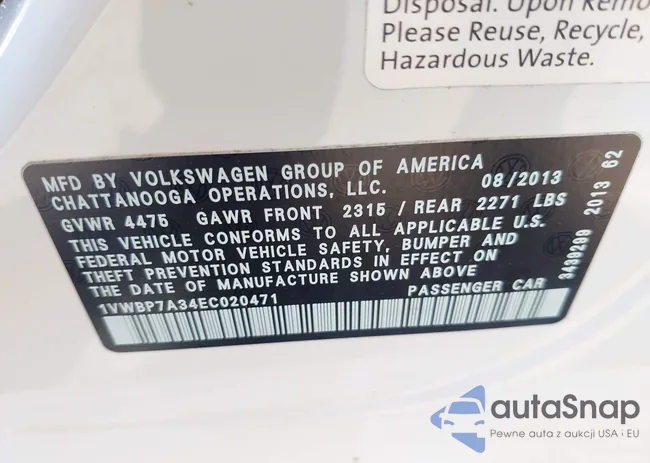 Disposal. Upon Remo
Please Reuse, Recycle,
Hazardous Waste.
MFD BY VOLKSWAGEN GROUP OF AMERICA
CHATTANOOGA OPERATIONS, LLC. 08/2013
GVWR 4475 GAWR FRONT 2315 / REAR 2271 LBS
THIS VEHICLE CONFORMS TO ALL APPLICABLE U.S.
FEDERAL MOTOR VEHICLE SAFETY, BUMPER AND
THEFT PREVENTION STANDARDS IN EFFECT ON
THE DATE OF MANUFACTURE SHOWN ABOVE
1VWBP7A34EC020471 PASSENGER CAR
3439299 2013 62
autoSnap
Pewne auta z aukcji USA i EU